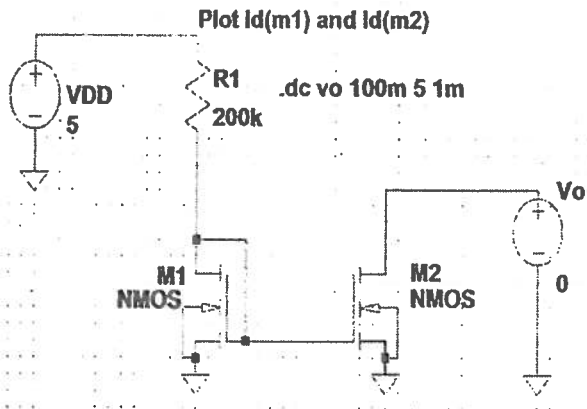 Plot Id(m1) and Id(m2)
VDD
5
R1
200k
.dc vo 100m 5 1m
Vo
0
M1
NMOS
M2
NMOS